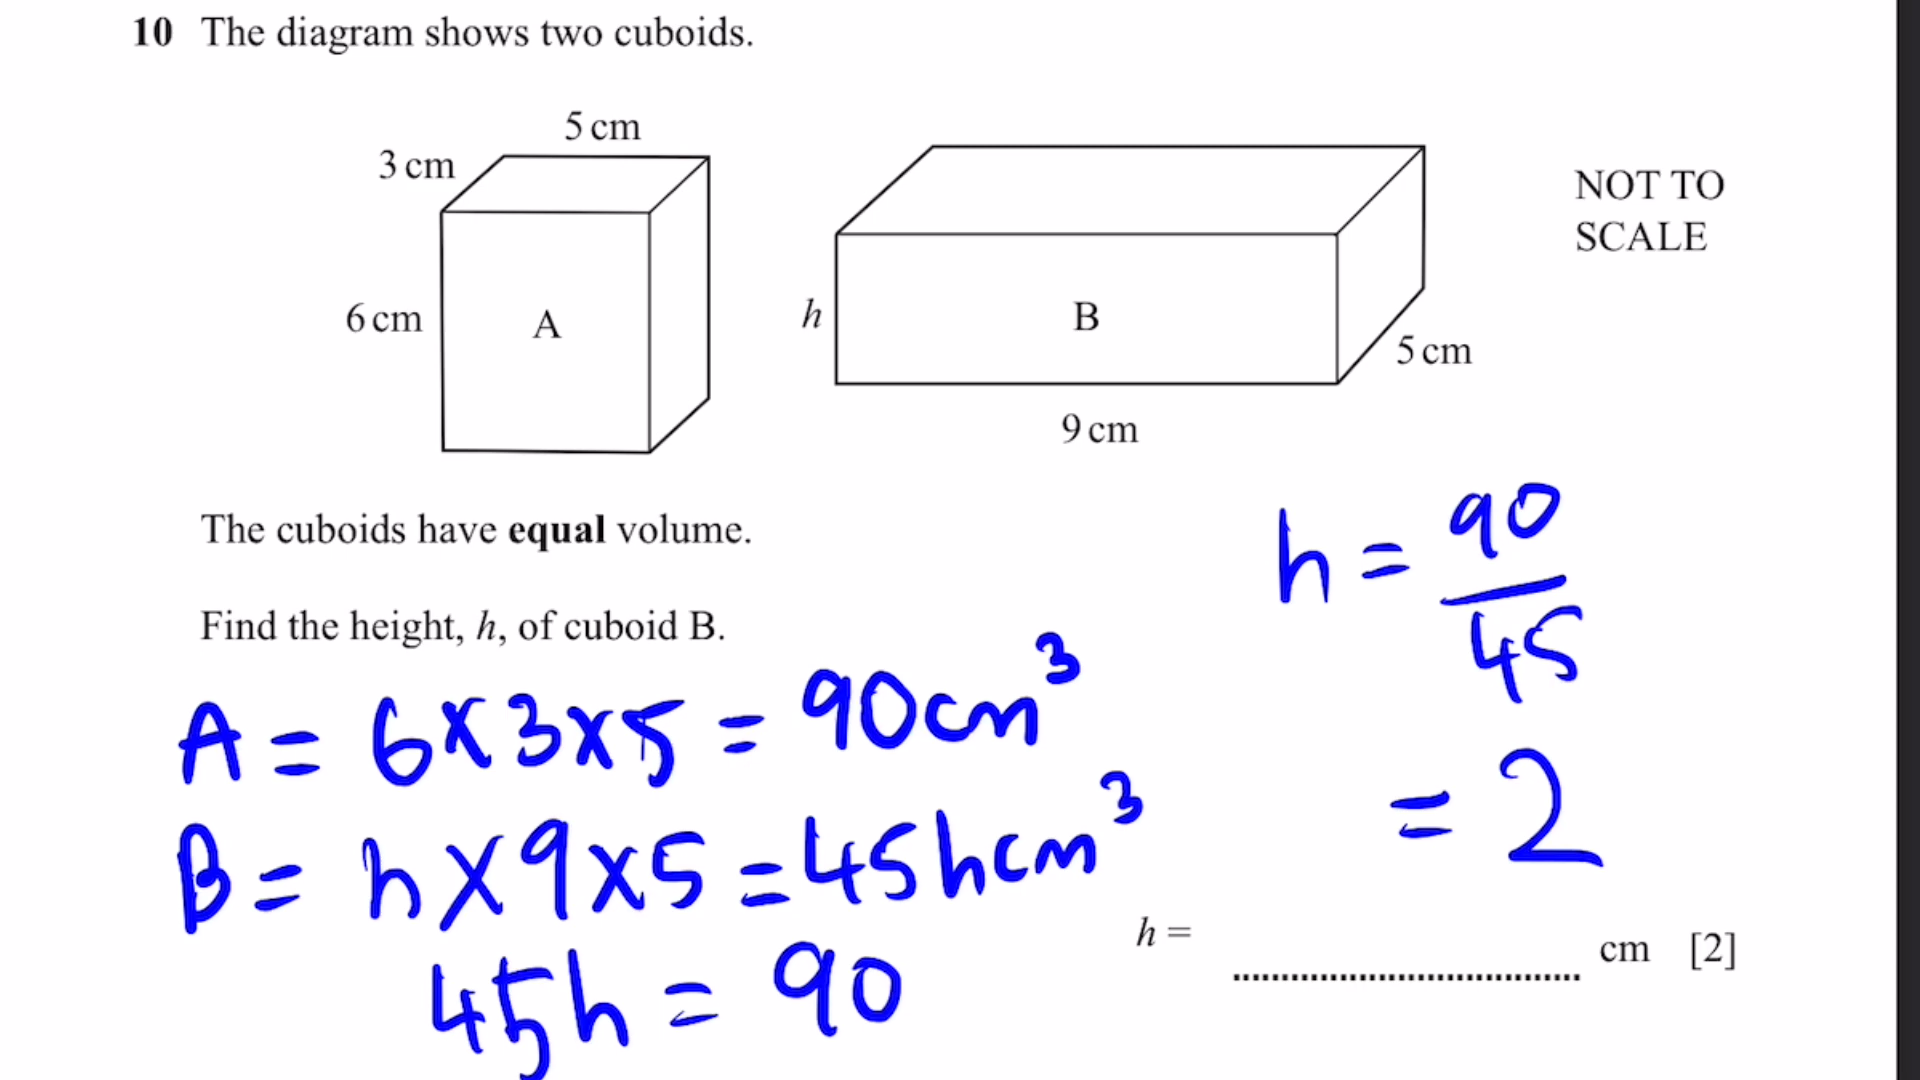 10 The diagram shows two cuboids.
5 cm
3 cm
6 cm
A
h
B
5 cm
9 cm
NOT TO
SCALE
The cuboids have equal volume.
Find the height, h, of cuboid B.
A = 6 × 3 × 5 = 90cm³
B = h × 9 × 5 = 45hcm³
45h = 90
h = 90/45
= 2
h = .................................... cm [2]